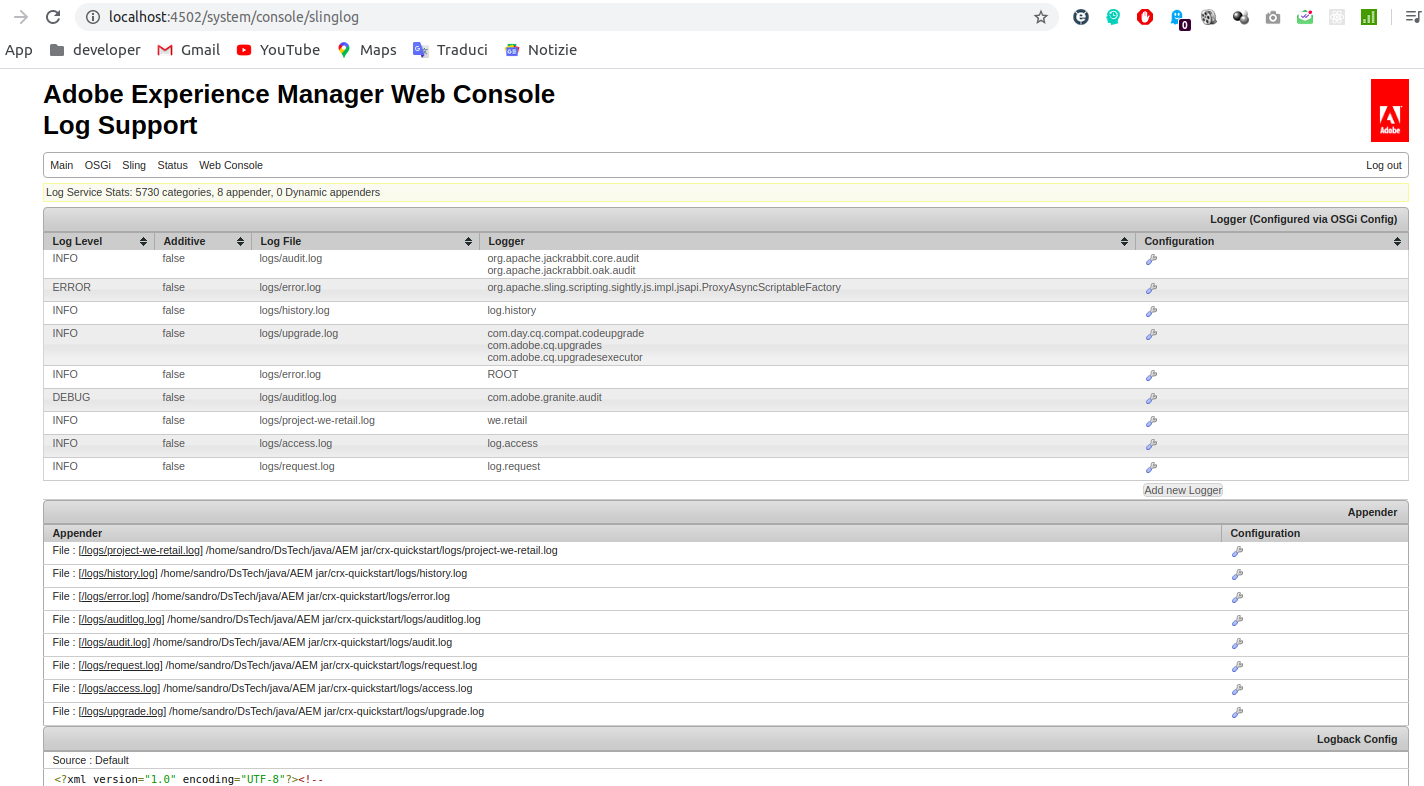 localhost:4502/system/console/slinglog
0
App developer Gmail YouTube Maps Traduci Notizie
Adobe Experience Manager Web Console
Log Support
Adobe
Main OSGi Sling Status Web Console Log out
Log Service Stats: 5730 categories, 8 appender, 0 Dynamic appenders
Logger (Configured via OSGi Config)
Log Level Additive Log File Logger Configuration
INFO false logs/audit.log org.apache.jackrabbit.core.audit
org.apache.jackrabbit.oak.audit
ERROR false logs/error.log org.apache.sling.scripting.sightly.js.impl.jsapi.ProxyAsyncScriptableFactory
INFO false logs/history.log log.history
INFO false logs/upgrade.log com.day.cq.compat.codeupgrade
com.adobe.cq.upgrades
com.adobe.cq.upgradesexecutor
INFO false logs/error.log ROOT
DEBUG false logs/auditlog.log com.adobe.granite.audit
INFO false logs/project-we-retail.log we.retail
INFO false logs/access.log log.access
INFO false logs/request.log log.request
Add new Logger
Appender
Appender Configuration
File : [/logs/project-we-retail.log] /home/sandro/DsTech/java/AEM jar/crx-quickstart/logs/project-we-retail.log
File : [/logs/history.log] /home/sandro/DsTech/java/AEM jar/crx-quickstart/logs/history.log
File : [/logs/error.log] /home/sandro/DsTech/java/AEM jar/crx-quickstart/logs/error.log
File : [/logs/auditlog.log] /home/sandro/DsTech/java/AEM jar/crx-quickstart/logs/auditlog.log
File : [/logs/audit.log] /home/sandro/DsTech/java/AEM jar/crx-quickstart/logs/audit.log
File : [/logs/request.log] /home/sandro/DsTech/java/AEM jar/crx-quickstart/logs/request.log
File : [/logs/access.log] /home/sandro/DsTech/java/AEM jar/crx-quickstart/logs/access.log
File : [/logs/upgrade.log] /home/sandro/DsTech/java/AEM jar/crx-quickstart/logs/upgrade.log
Logback Config
Source : Default
<?xml version="1.0" encoding="UTF-8"?><!--